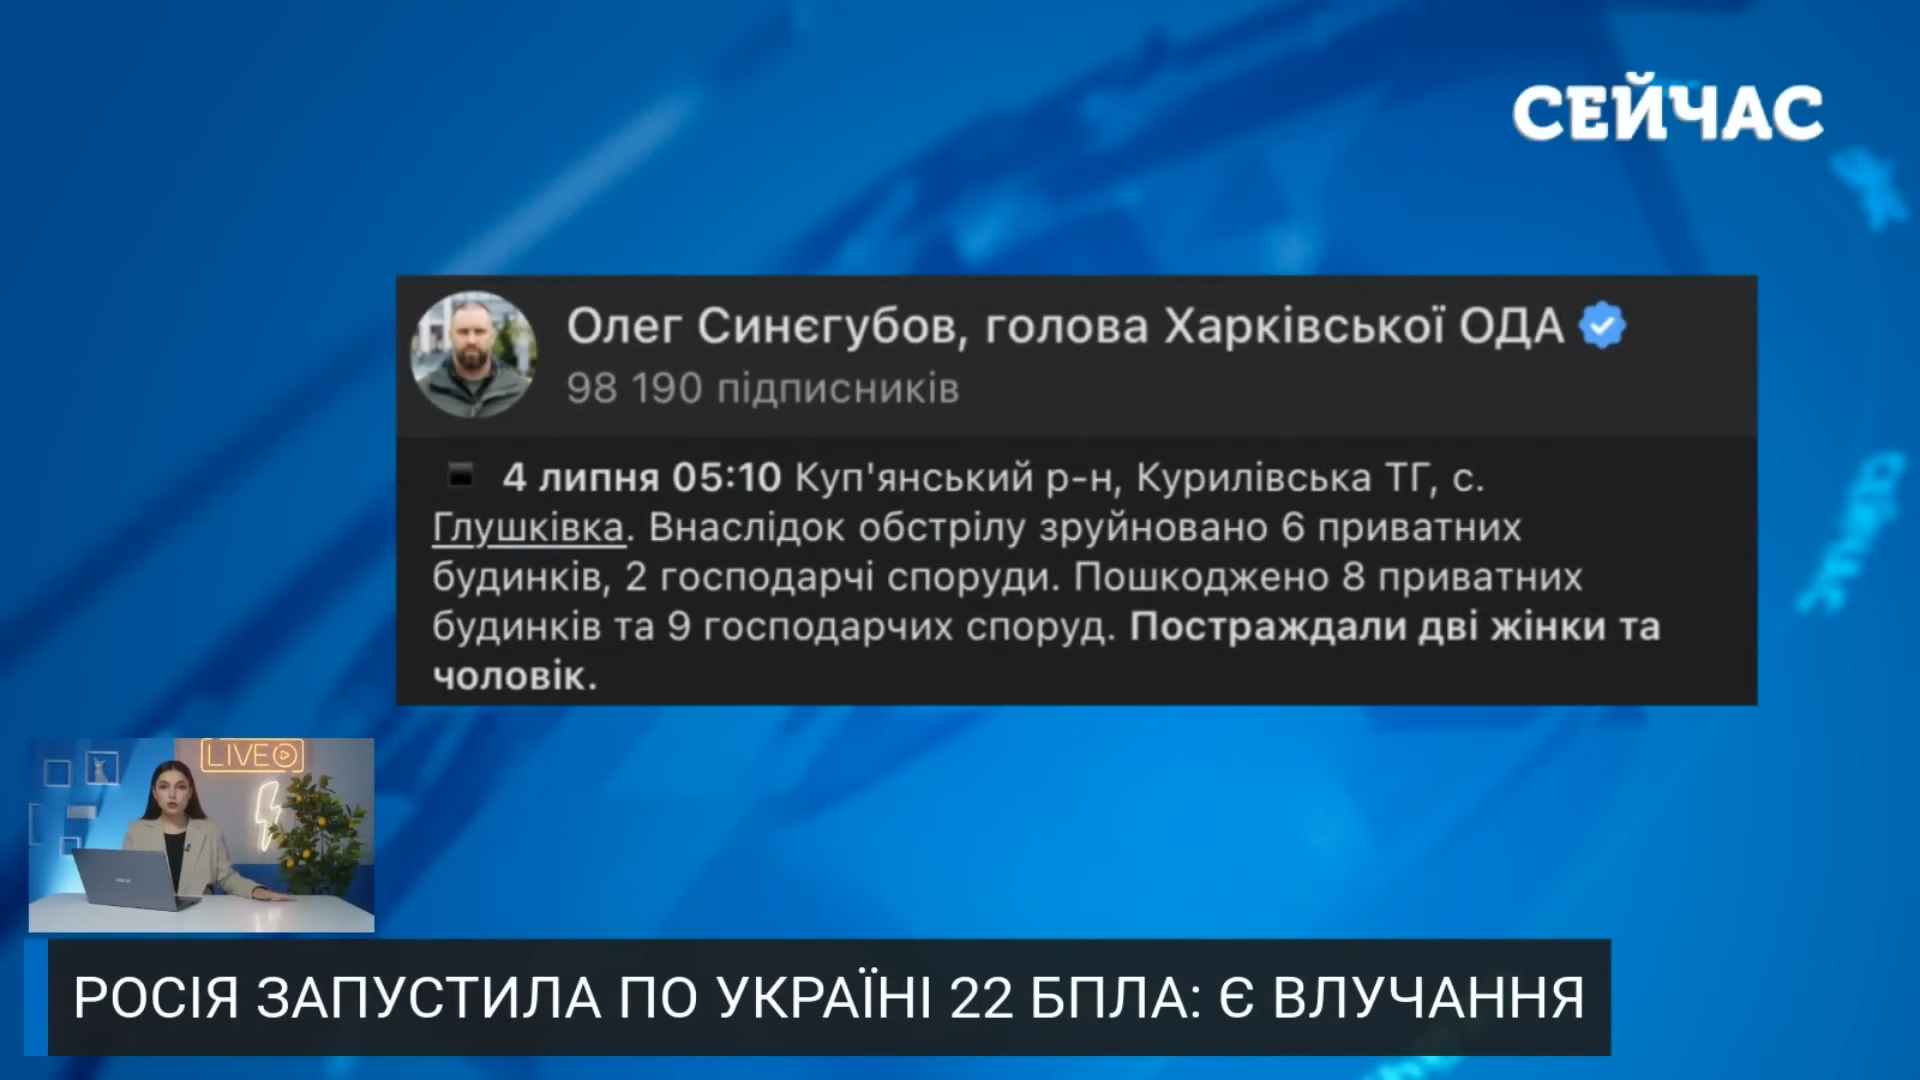 СЕЙЧАС
Олег Синєгубов, голова Харківської ОДА
98 190 підписників
4 липня 05:10 Куп'янський р-н, Курилівська ТГ, с.
Глушківка. Внаслідок обстрілу зруйновано 6 приватних
будинків, 2 господарчі споруди. Пошкоджено 8 приватних
будинків та 9 господарчих споруд. Постраждали дві жінки та
чоловік.
LIVE
РОСІЯ ЗАПУСТИЛА ПО УКРАЇНІ 22 БПЛА: Є ВЛУЧАННЯ